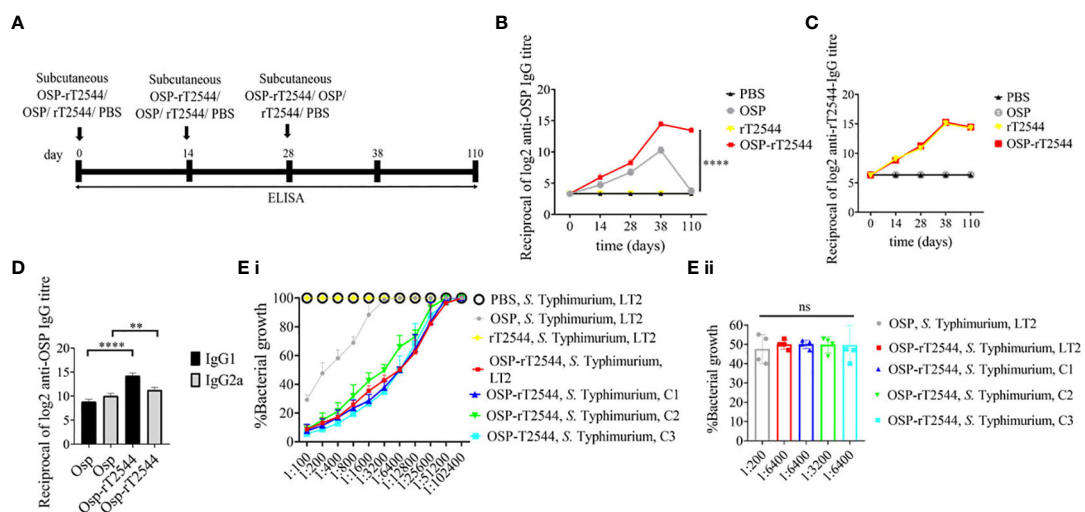 A
Subcutaneous
OSP-rT2544/
OSP/ rT2544/ PBS
Subcutaneous
OSP-rT2544/
OSP/ rT2544/ PBS
Subcutaneous
OSP-rT2544/ OSP/
rT2544/ PBS
day
0
14
28
38
110
ELISA
B
Reciprocal of log2 anti-OSP IgG titre
20
15
10
5
0
0
14
28
38
110
time (days)
PBS
OSP
rT2544
OSP-rT2544
****
C
Reciprocal of log2 anti-rT2544-IgG titre
20
15
10
5
0
0
14
28
38
110
time (days)
PBS
OSP
rT2544
OSP-rT2544
D
Reciprocal of log2 anti-OSP IgG titre
20
15
10
5
0
****
**
IgG1
IgG2a
Osp
Osp
Osp-rT2544
Osp-rT2544
E i
%Bacterial growth
100
80
60
40
20
0
1:100
1:200
1:400
1:800
1:1600
1:3200
1:6400
1:12800
1:25600
1:51200
1:102400
PBS, S. Typhimurium, LT2
OSP, S. Typhimurium, LT2
rT2544, S. Typhimurium, LT2
OSP-rT2544, S. Typhimurium,
LT2
OSP-rT2544, S. Typhimurium, C1
OSP-rT2544, S. Typhimurium, C2
OSP-T2544, S. Typhimurium, C3
E ii
%Bacterial growth
ns
60
50
40
30
20
10
0
1:200
1:6400
1:6400
1:3200
1:6400
OSP, S. Typhimurium, LT2
OSP-rT2544, S. Typhimurium, LT2
OSP-rT2544, S. Typhimurium, C1
OSP-rT2544, S. Typhimurium, C2
OSP-rT2544, S. Typhimurium, C3